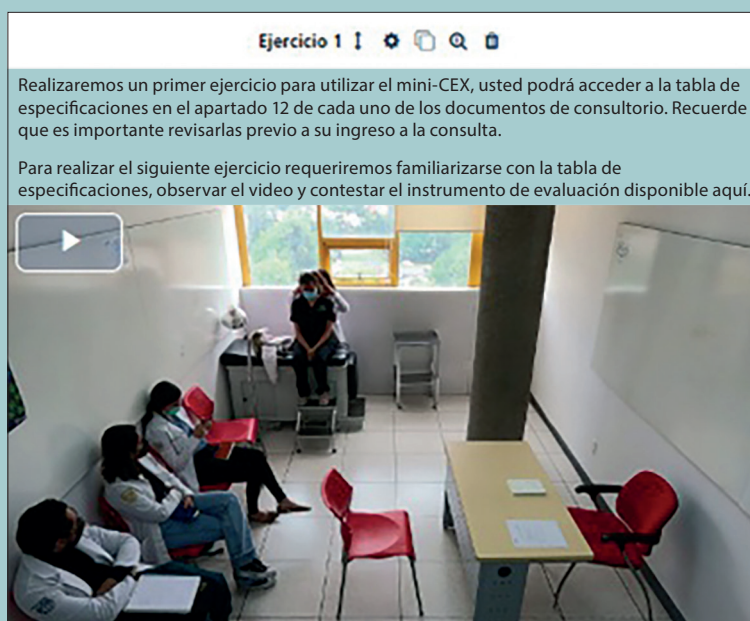 Ejercicio 1
Realizaremos un primer ejercicio para utilizar el mini-CEX, usted podrá acceder a la tabla de
especificaciones en el apartado 12 de cada uno de los documentos de consultorio. Recuerde
que es importante revisarlas previo a su ingreso a la consulta.
Para realizar el siguiente ejercicio requeriremos familiarizarse con la tabla de
especificaciones, observar el video y contestar el instrumento de evaluación disponible aquí.